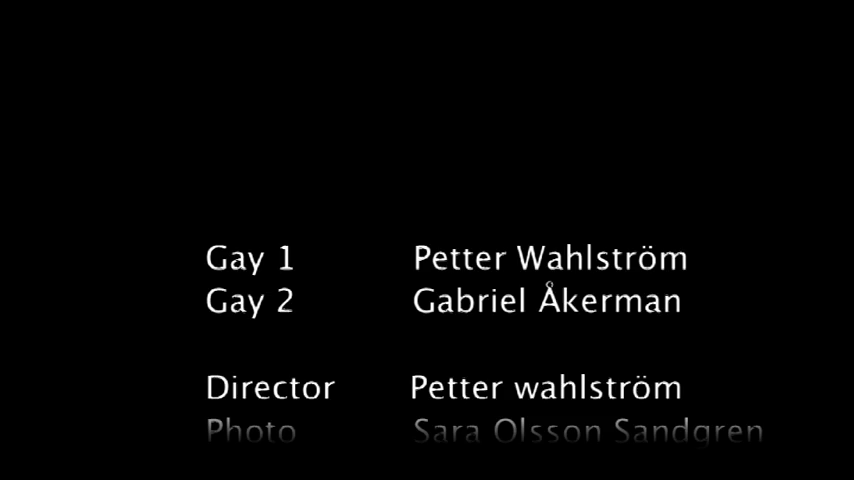 Gay 1 Petter Wahlström
Gay 2 Gabriel Åkerman
Director Petter wahlström
Photo Sara Olsson Sandgren